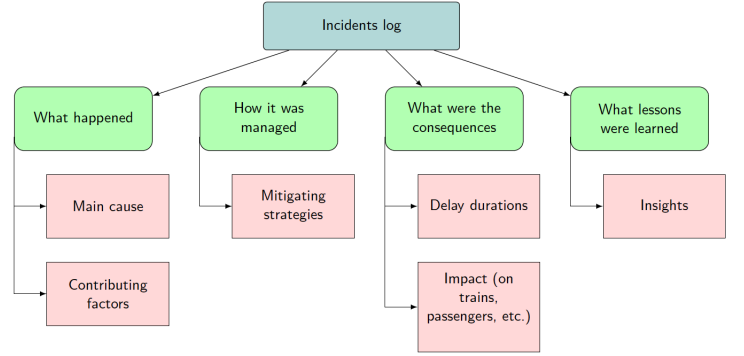 Incidents log
What happened
How it was
managed
What were the
consequences
What lessons
were learned
Main cause
Mitigating
strategies
Delay durations
Insights
Contributing
factors
Impact (on
trains,
passengers, etc.)